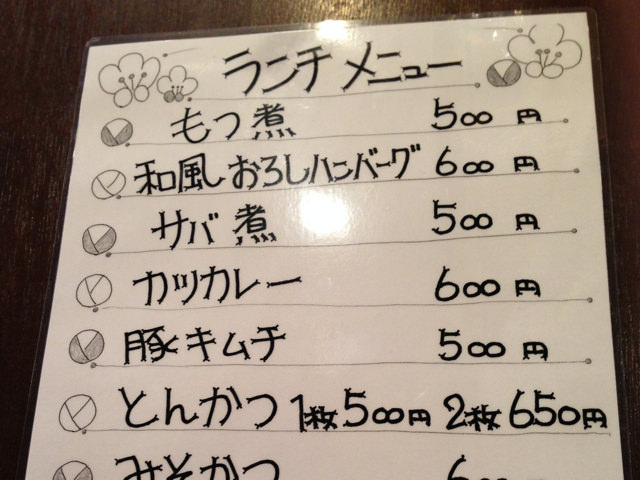 ランチメニュー
もつ煮 500円
和風おろしハンバーグ 600円
サバ煮 500円
カツカレー 600円
豚キムチ 500円
とんかつ 1枚500円 2枚650円
みそかつ